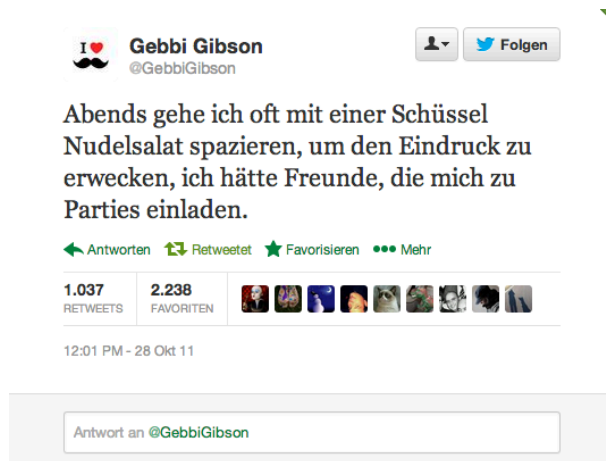 I ♥
Gebbi Gibson
@GebbiGibson
Folgen
Abends gehe ich oft mit einer Schüssel
Nudelsalat spazieren, um den Eindruck zu
erwecken, ich hätte Freunde, die mich zu
Parties einladen.
Antworten Retweetet Favorisieren Mehr
1.037 2.238
RETWEETS FAVORITEN
12:01 PM - 28 Okt 11
Antwort an @GebbiGibson